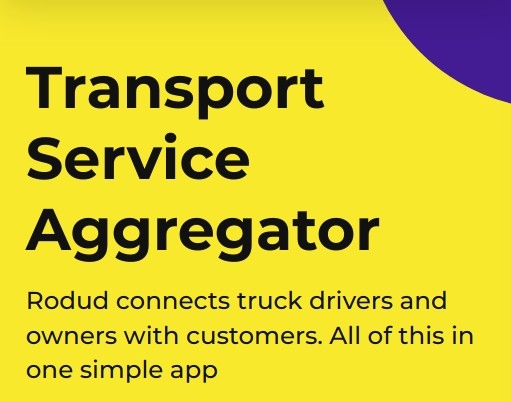 Transport
Service
Aggregator
Rodud connects truck drivers and
owners with customers. All of this in
one simple app